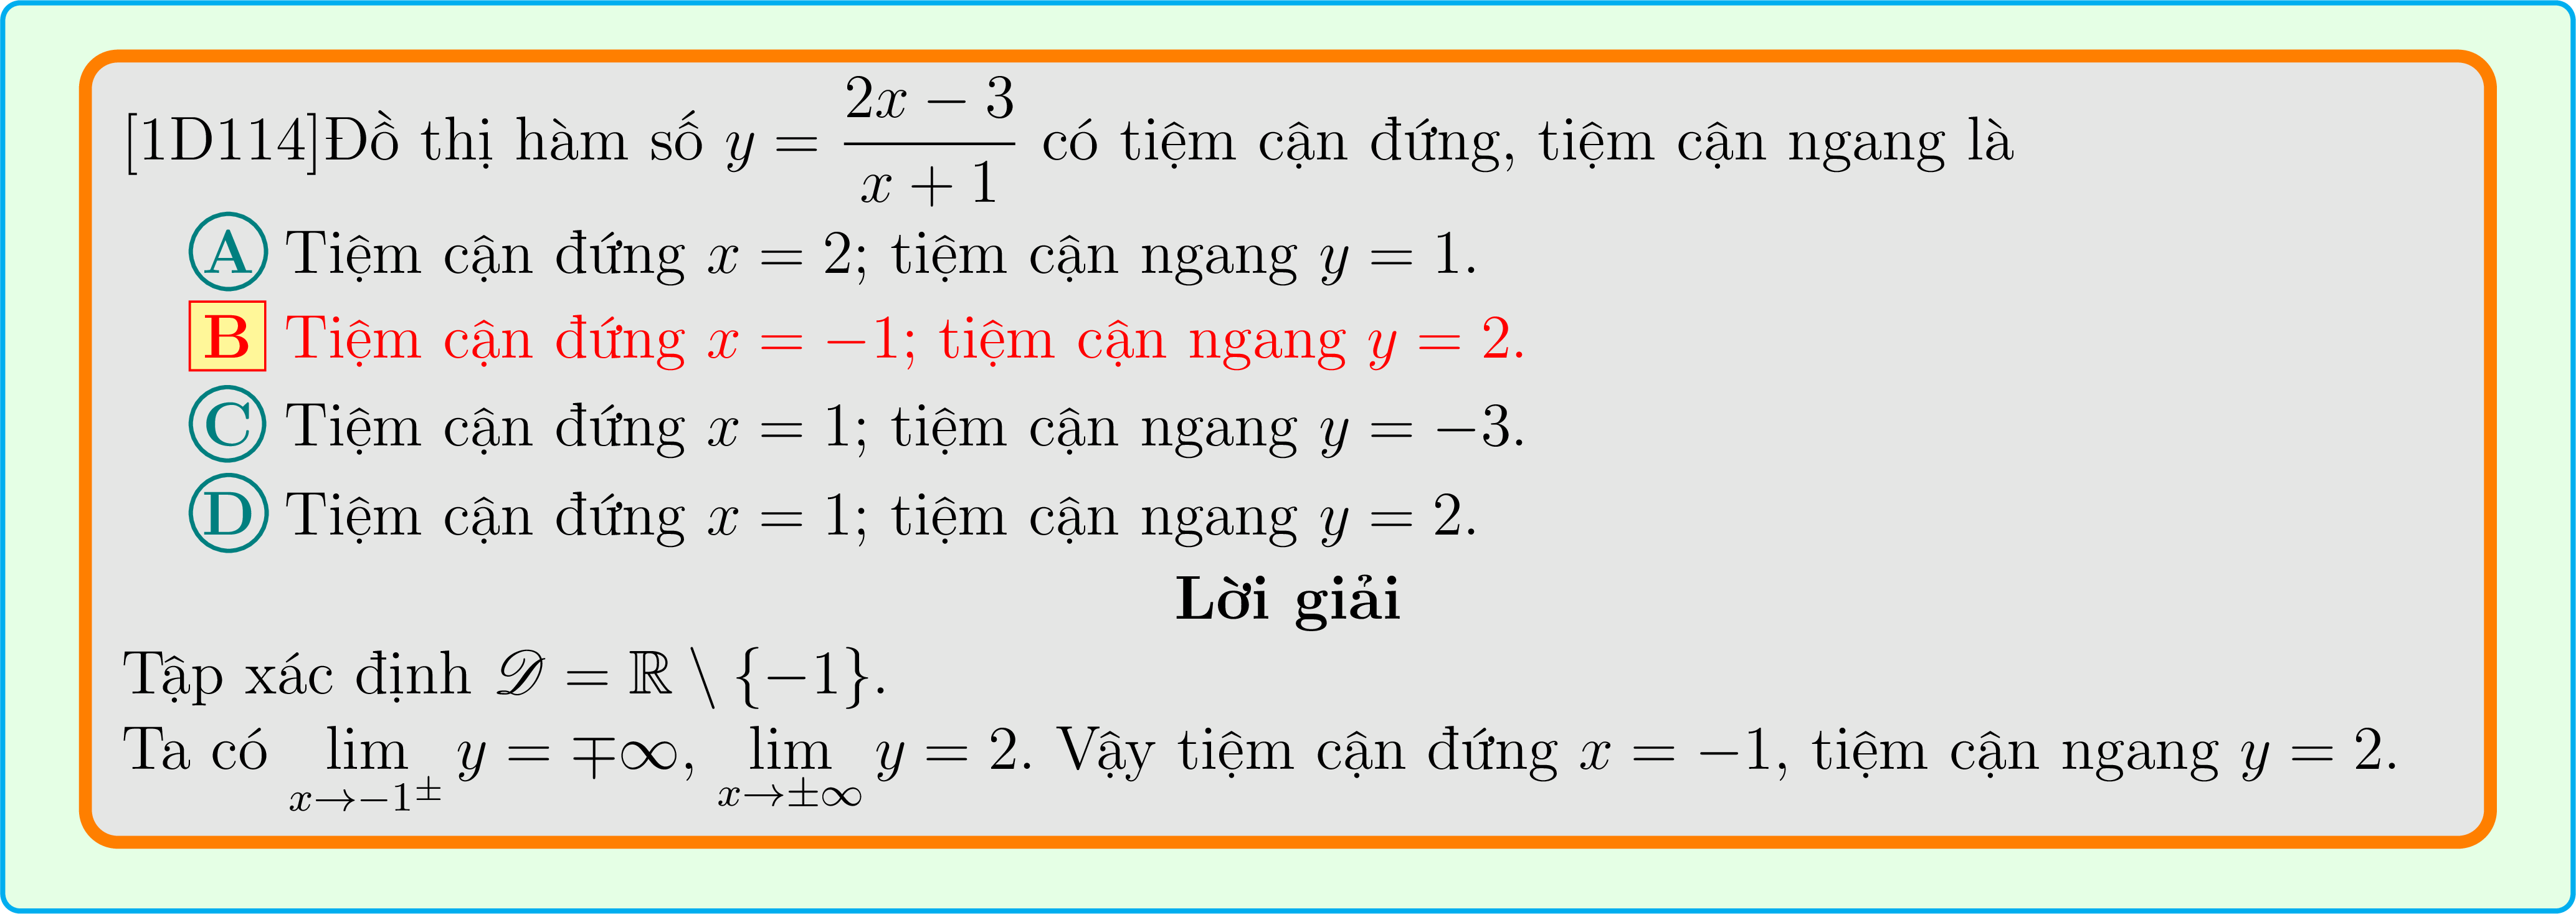 [1D114]Đồ thị hàm số $y = \dfrac{2x - 3}{x + 1}$ có tiệm cận đứng, tiệm cận ngang là
A Tiệm cận đứng $x = 2$; tiệm cận ngang $y = 1$.
B Tiệm cận đứng $x = -1$; tiệm cận ngang $y = 2$.
C Tiệm cận đứng $x = 1$; tiệm cận ngang $y = -3$.
D Tiệm cận đứng $x = 1$; tiệm cận ngang $y = 2$.
Lời giải
Tập xác định $\mathscr{D} = \mathbb{R} \setminus \{-1\}$.
Ta có $\lim\limits_{x \to -1^{\pm}} y = \mp\infty$, $\lim\limits_{x \to \pm\infty} y = 2$. Vậy tiệm cận đứng $x = -1$, tiệm cận ngang $y = 2$.